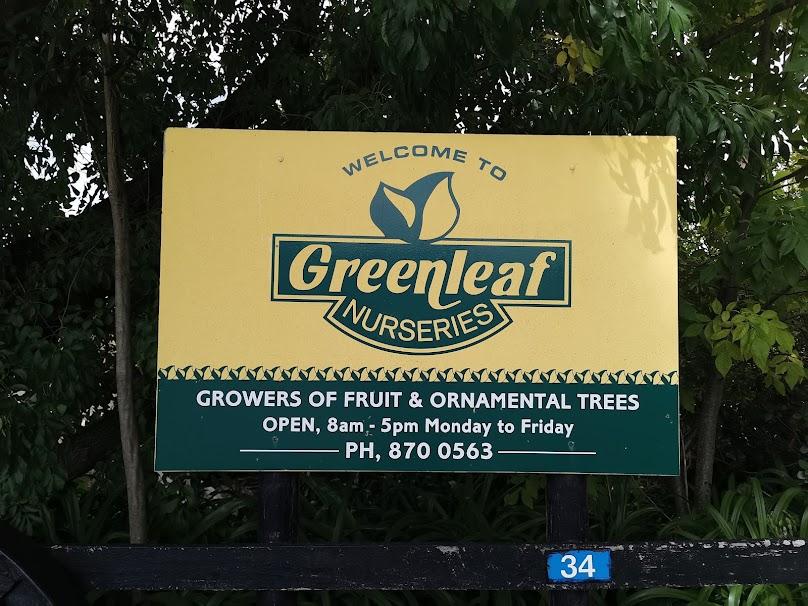 WELCOME TO
Greenleaf
NURSERIES
GROWERS OF FRUIT & ORNAMENTAL TREES
OPEN, 8am - 5pm Monday to Friday
PH, 870 0563
34